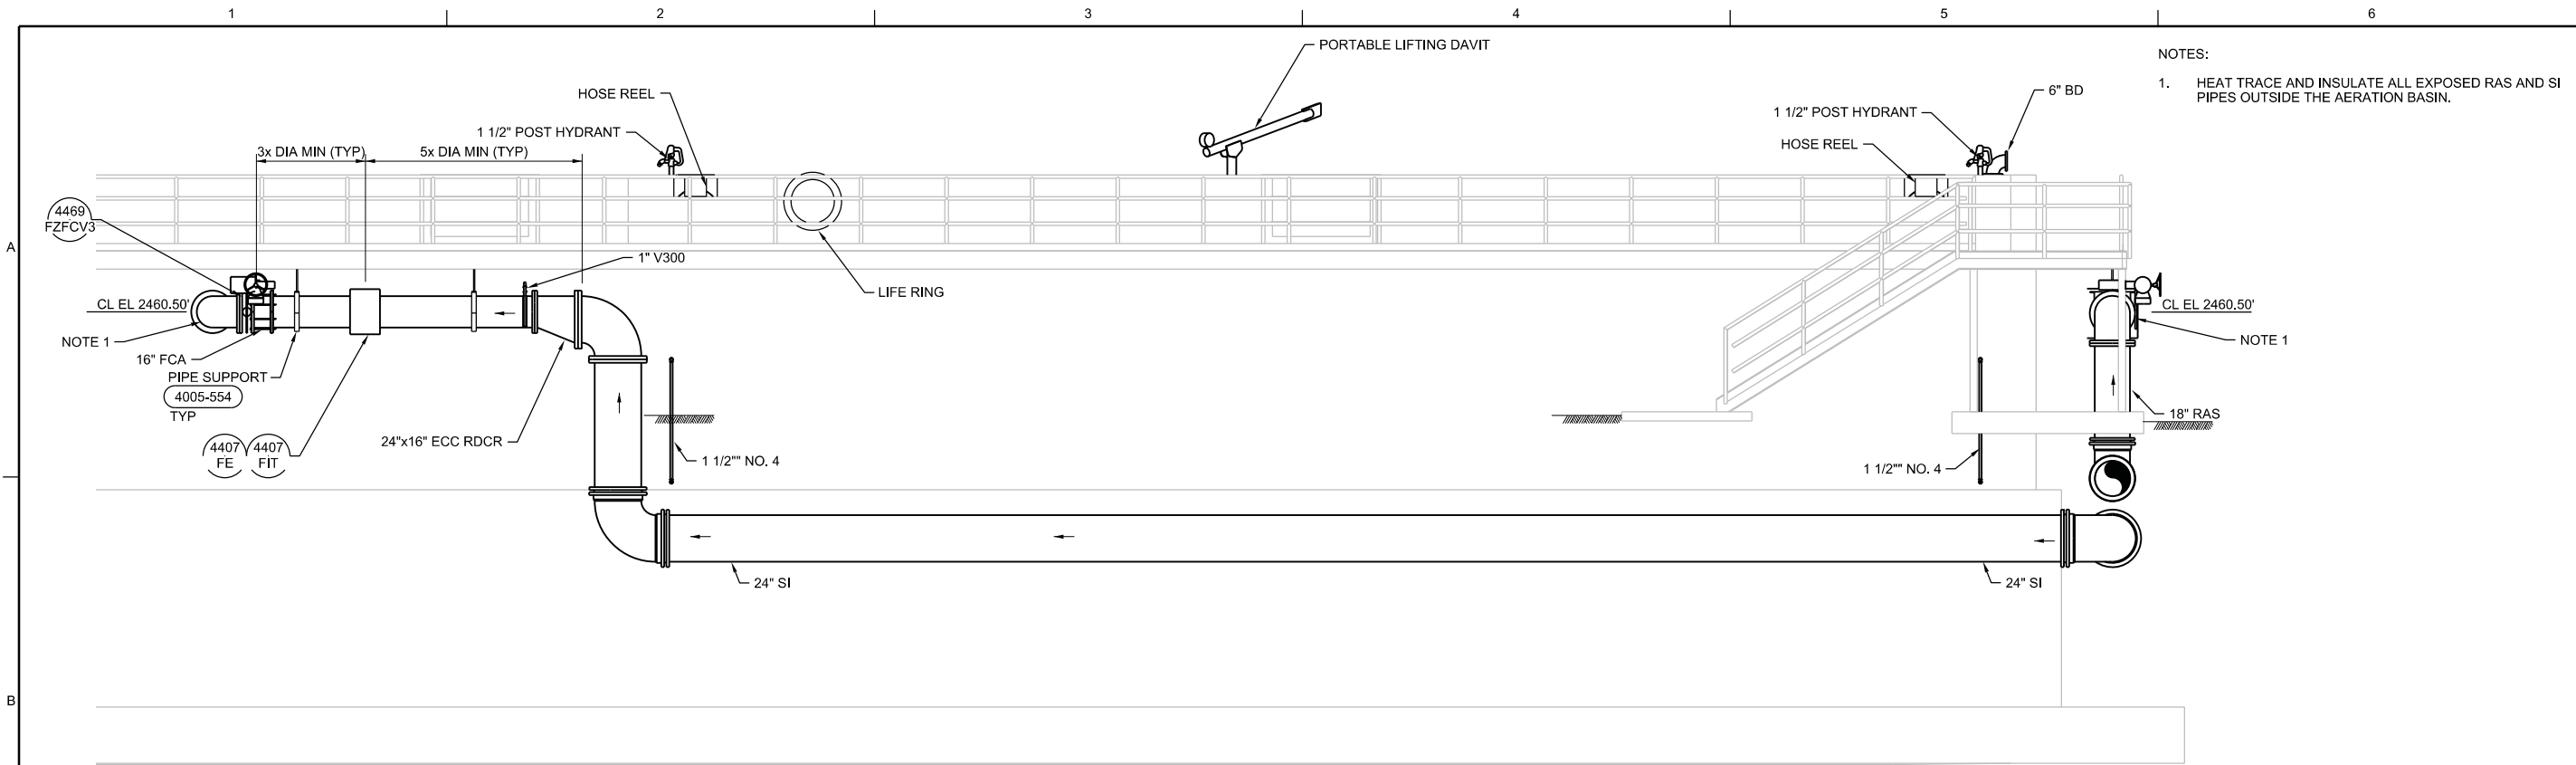 1 2 3 4 5 6
PORTABLE LIFTING DAVIT
NOTES:
1. HEAT TRACE AND INSULATE ALL EXPOSED RAS AND SI
PIPES OUTSIDE THE AERATION BASIN.
HOSE REEL
6" BD
1 1/2" POST HYDRANT
1 1/2" POST HYDRANT
3x DIA MIN (TYP)
5x DIA MIN (TYP)
HOSE REEL
4469
FZFCV3
A
1" V300
LIFE RING
CL EL 2460.50'
CL EL 2460.50'
NOTE 1
NOTE 1
16" FCA
PIPE SUPPORT
4005-554
TYP
18" RAS
24"x16" ECC RDCR
4407
FE
4407
FIT
1 1/2"" NO. 4
1 1/2"" NO. 4
24" SI
24" SI
B